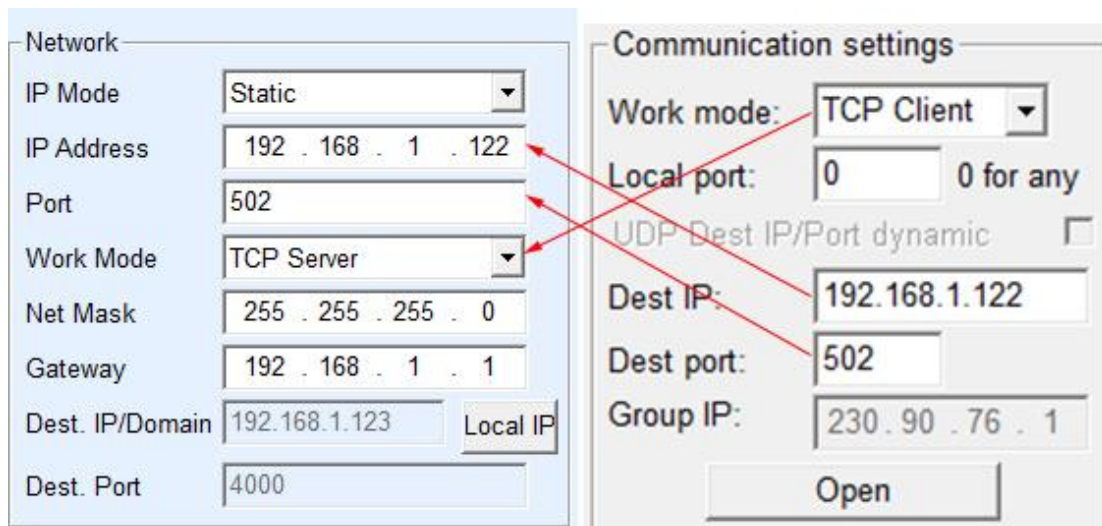 Network
IP Mode Static
IP Address 192 . 168 . 1 . 122
Port 502
Work Mode TCP Server
Net Mask 255 . 255 . 255 . 0
Gateway 192 . 168 . 1 . 1
Dest. IP/Domain 192.168.1.123 Local IP
Dest. Port 4000
Communication settings
Work mode: TCP Client
Local port: 0 0 for any
UDP Dest IP/Port dynamic
Dest IP: 192.168.1.122
Dest port: 502
Group IP: 230 . 90 . 76 . 1
Open